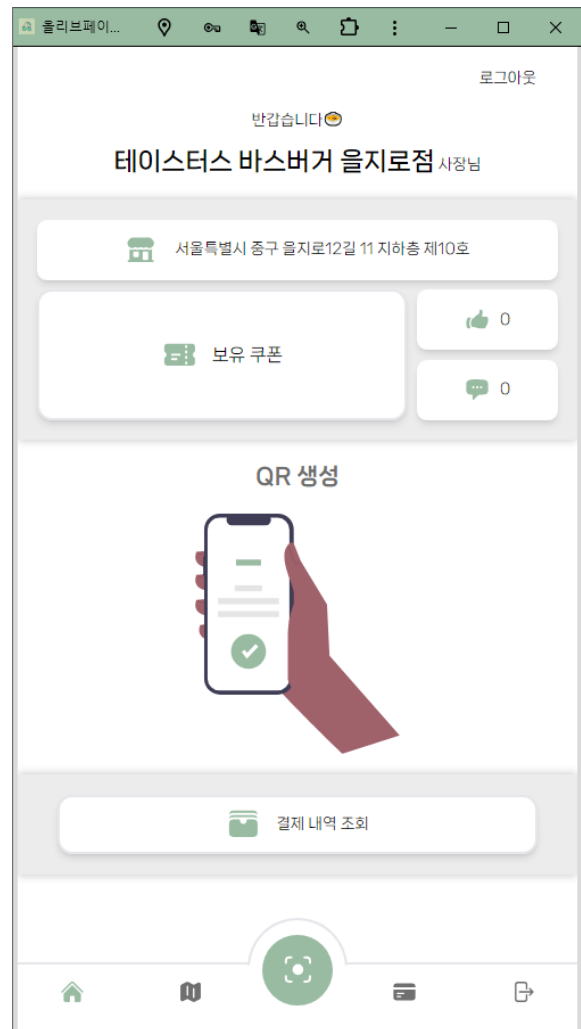 올리브페이...
로그아웃
반갑습니다
테이스터스 바스버거 을지로점 사장님
서울특별시 중구 을지로12길 11 지하층 제10호
보유 쿠폰
0
0
QR 생성
결제 내역 조회